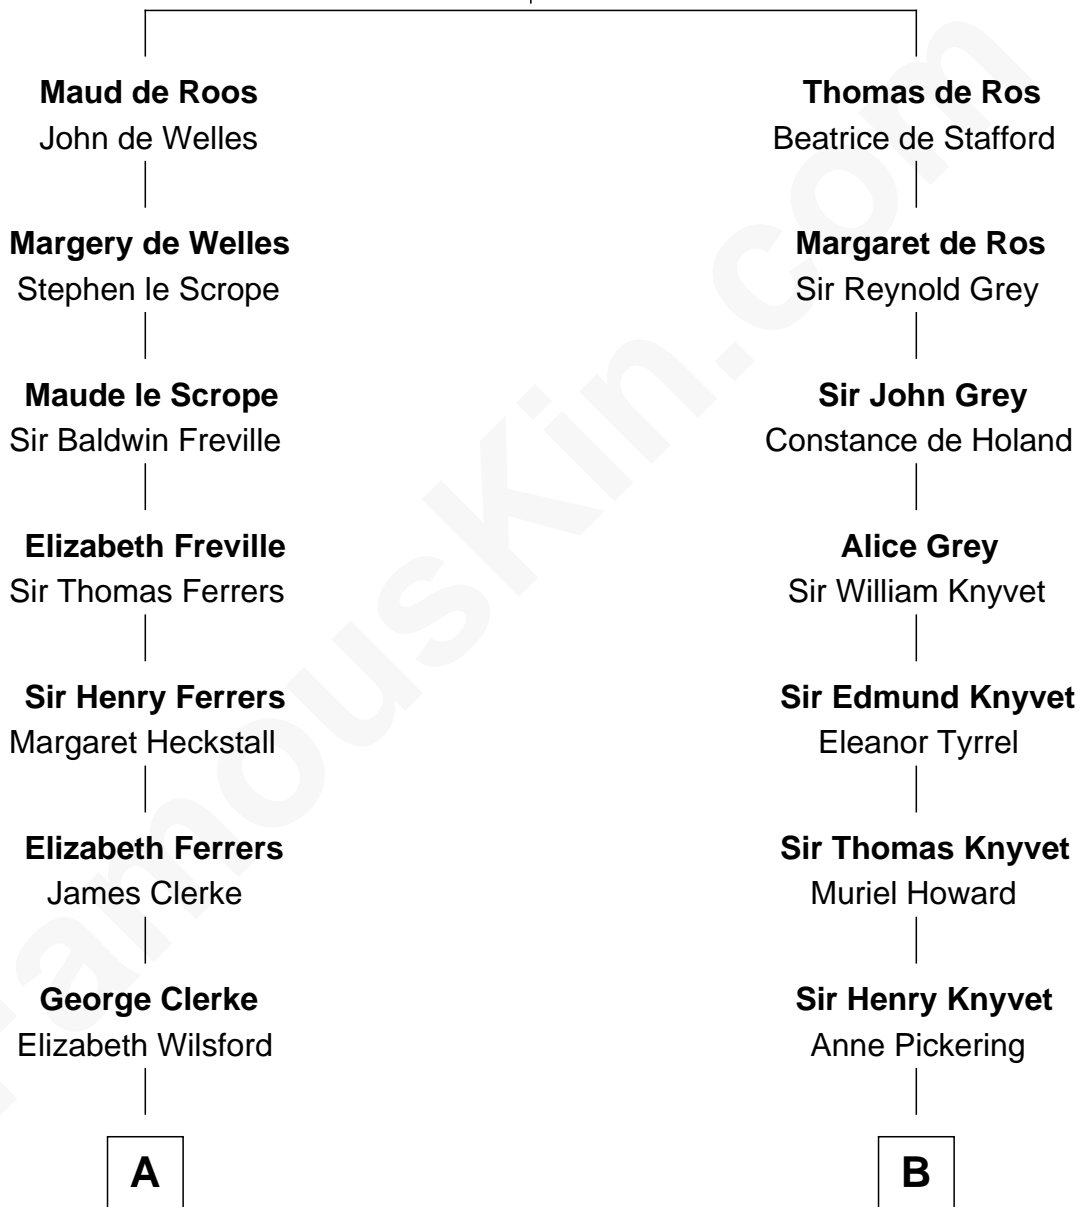 Maud de Roos
John de Welles
Margery de Welles
Stephen le Scrope
Maude le Scrope
Sir Baldwin Freville
Elizabeth Freville
Sir Thomas Ferrers
Sir Henry Ferrers
Margaret Heckstall
Elizabeth Ferrers
James Clerke
George Clerke
Elizabeth Wilsford
A
Thomas de Ros
Beatrice de Stafford
Margaret de Ros
Sir Reynold Grey
Sir John Grey
Constance de Holand
Alice Grey
Sir William Knyvet
Sir Edmund Knyvet
Eleanor Tyrrel
Sir Thomas Knyvet
Muriel Howard
Sir Henry Knyvet
Anne Pickering
B
FamousKin.com